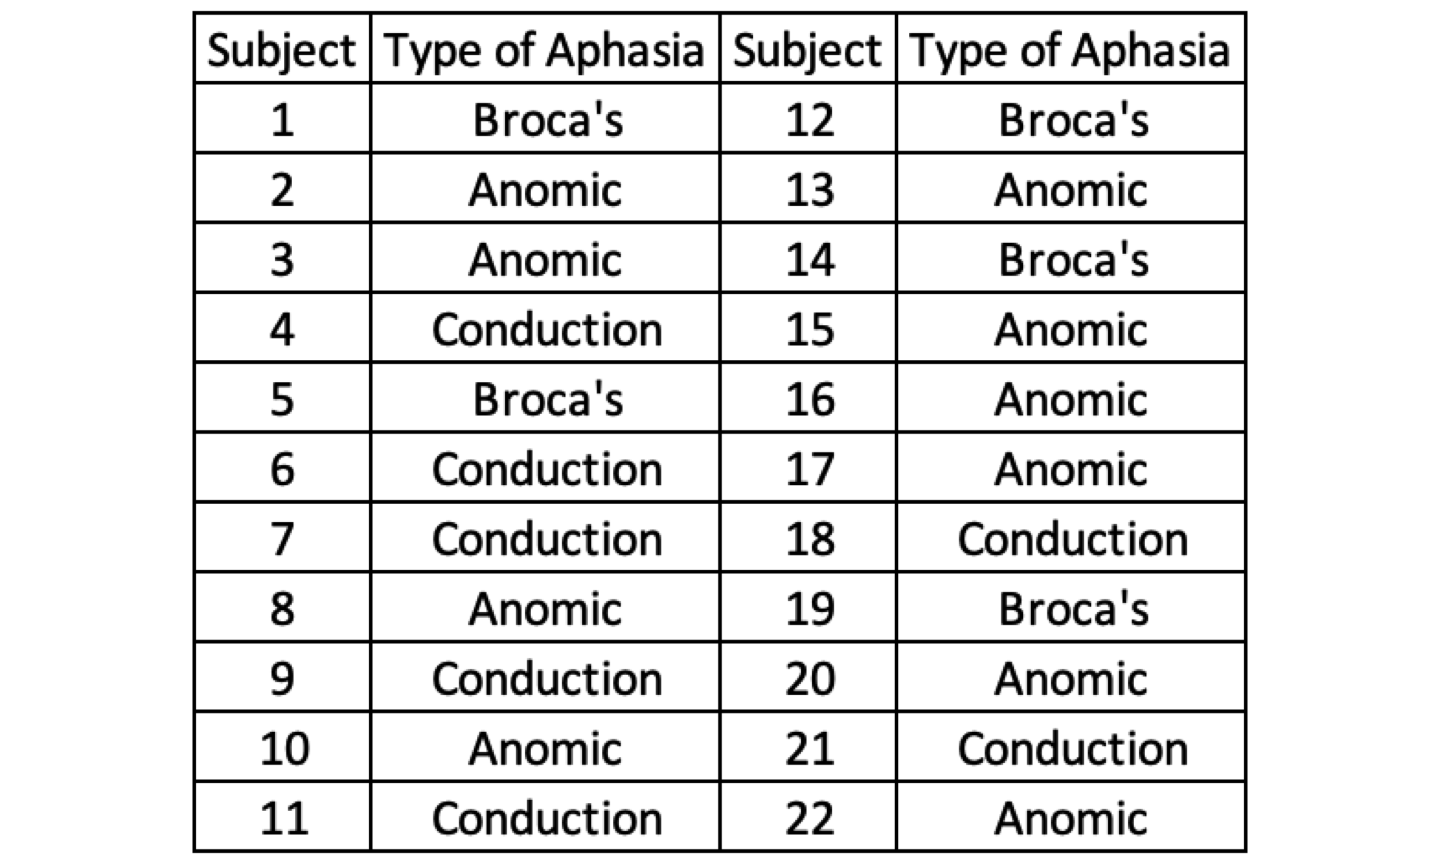 Subject Type of Aphasia Subject Type of Aphasia
1 Broca's 12 Broca's
2 Anomic 13 Anomic
3 Anomic 14 Broca's
4 Conduction 15 Anomic
5 Broca's 16 Anomic
6 Conduction 17 Anomic
7 Conduction 18 Conduction
8 Anomic 19 Broca's
9 Conduction 20 Anomic
10 Anomic 21 Conduction
11 Conduction 22 Anomic